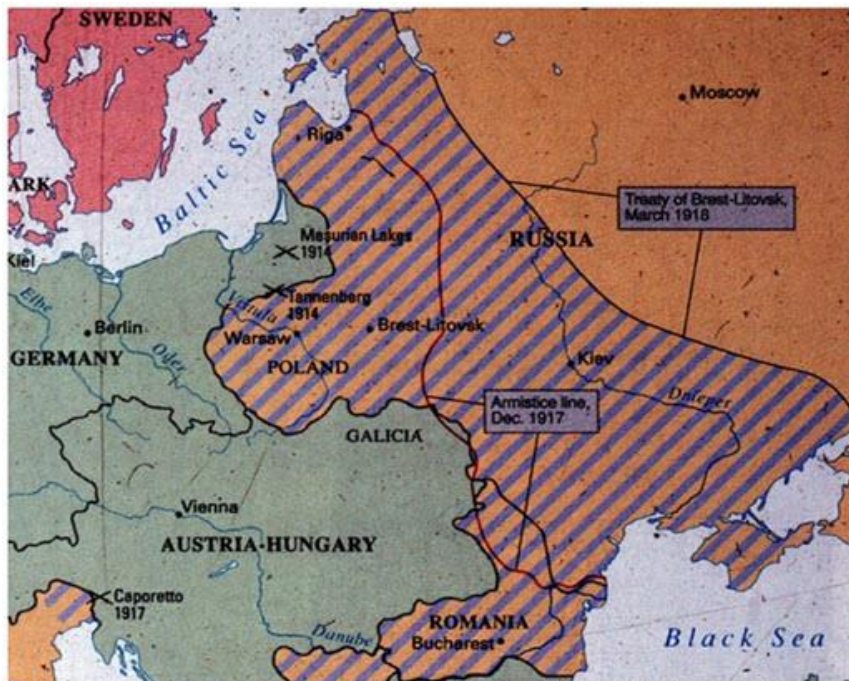 SWEDEN
Moscow
Riga
Baltic Sea
ARK
Treaty of Brest-Litovsk,
March 1918
RUSSIA
Masurian Lakes
1914
Kiel
Elbe
Tannenberg
1914
Vistula
Berlin
Warsaw
Brest-Litovsk
GERMANY
Oder
POLAND
Kiev
Dnieper
Armistice line,
Dec. 1917
GALICIA
Vienna
AUSTRIA-HUNGARY
Caporetto
1917
ROMANIA
Danube
Bucharest
Black Sea